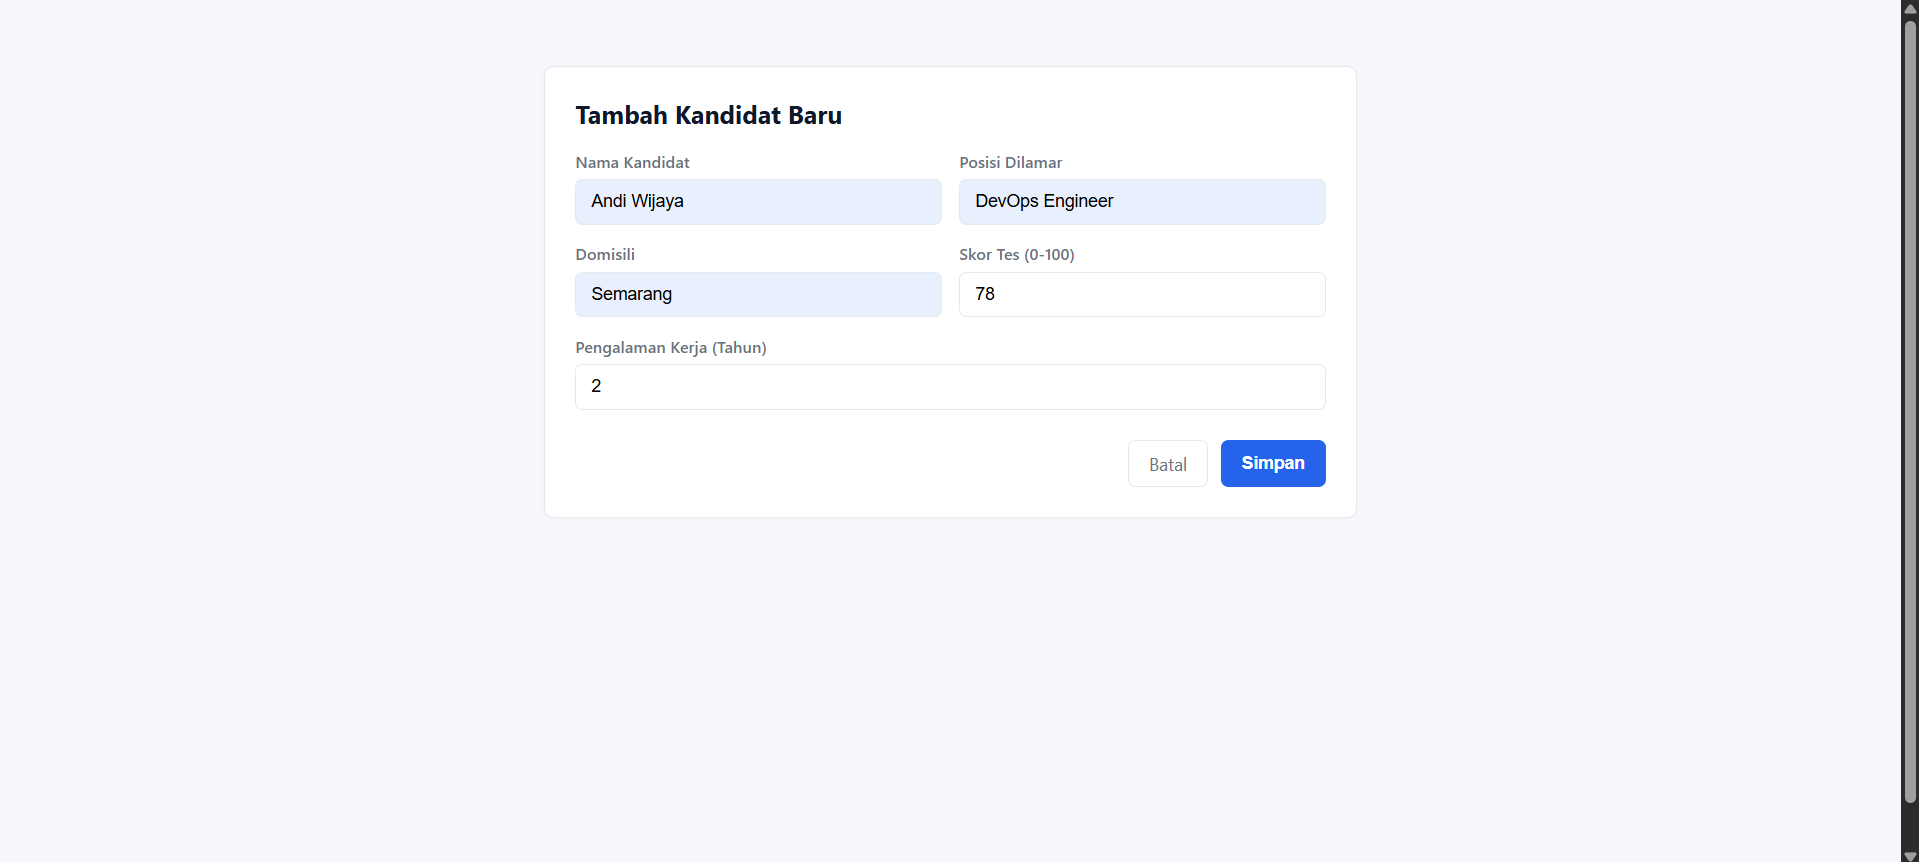 Tambah Kandidat Baru
Nama Kandidat
Posisi Dilamar
Andi Wijaya
DevOps Engineer
Domisili
Skor Tes (0-100)
Semarang
78
Pengalaman Kerja (Tahun)
2
Batal
Simpan